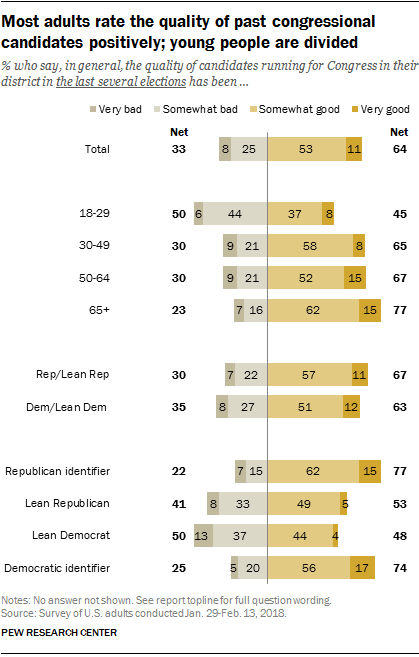 Most adults rate the quality of past congressional
candidates positively; young people are divided
% who say, in general, the quality of candidates running for Congress in their
district in the last several elections has been ...
Very bad Somewhat bad Somewhat good Very good
Net Net
Total 33 8 25 53 11 64
18-29 50 6 44 37 8 45
30-49 30 9 21 58 8 65
50-64 30 9 21 52 15 67
65+ 23 7 16 62 15 77
Rep/Lean Rep 30 7 22 57 11 67
Dem/Lean Dem 35 8 27 51 12 63
Republican identifier 22 7 15 62 15 77
Lean Republican 41 8 33 49 5 53
Lean Democrat 50 13 37 44 4 48
Democratic identifier 25 5 20 56 17 74
Notes: No answer not shown. See report topline for full question wording.
Source: Survey of U.S. adults conducted Jan. 29-Feb. 13, 2018.
PEW RESEARCH CENTER